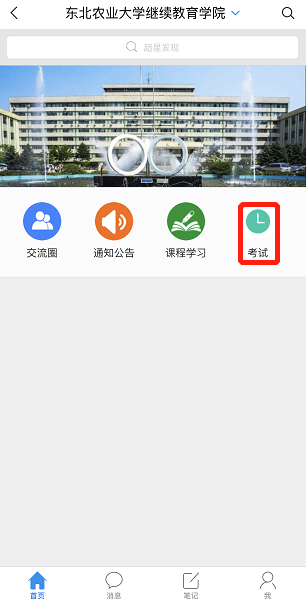 东北农业大学继续教育学院
超星发现
交流圈 通知公告 课程学习 考试
首页 消息 笔记 我